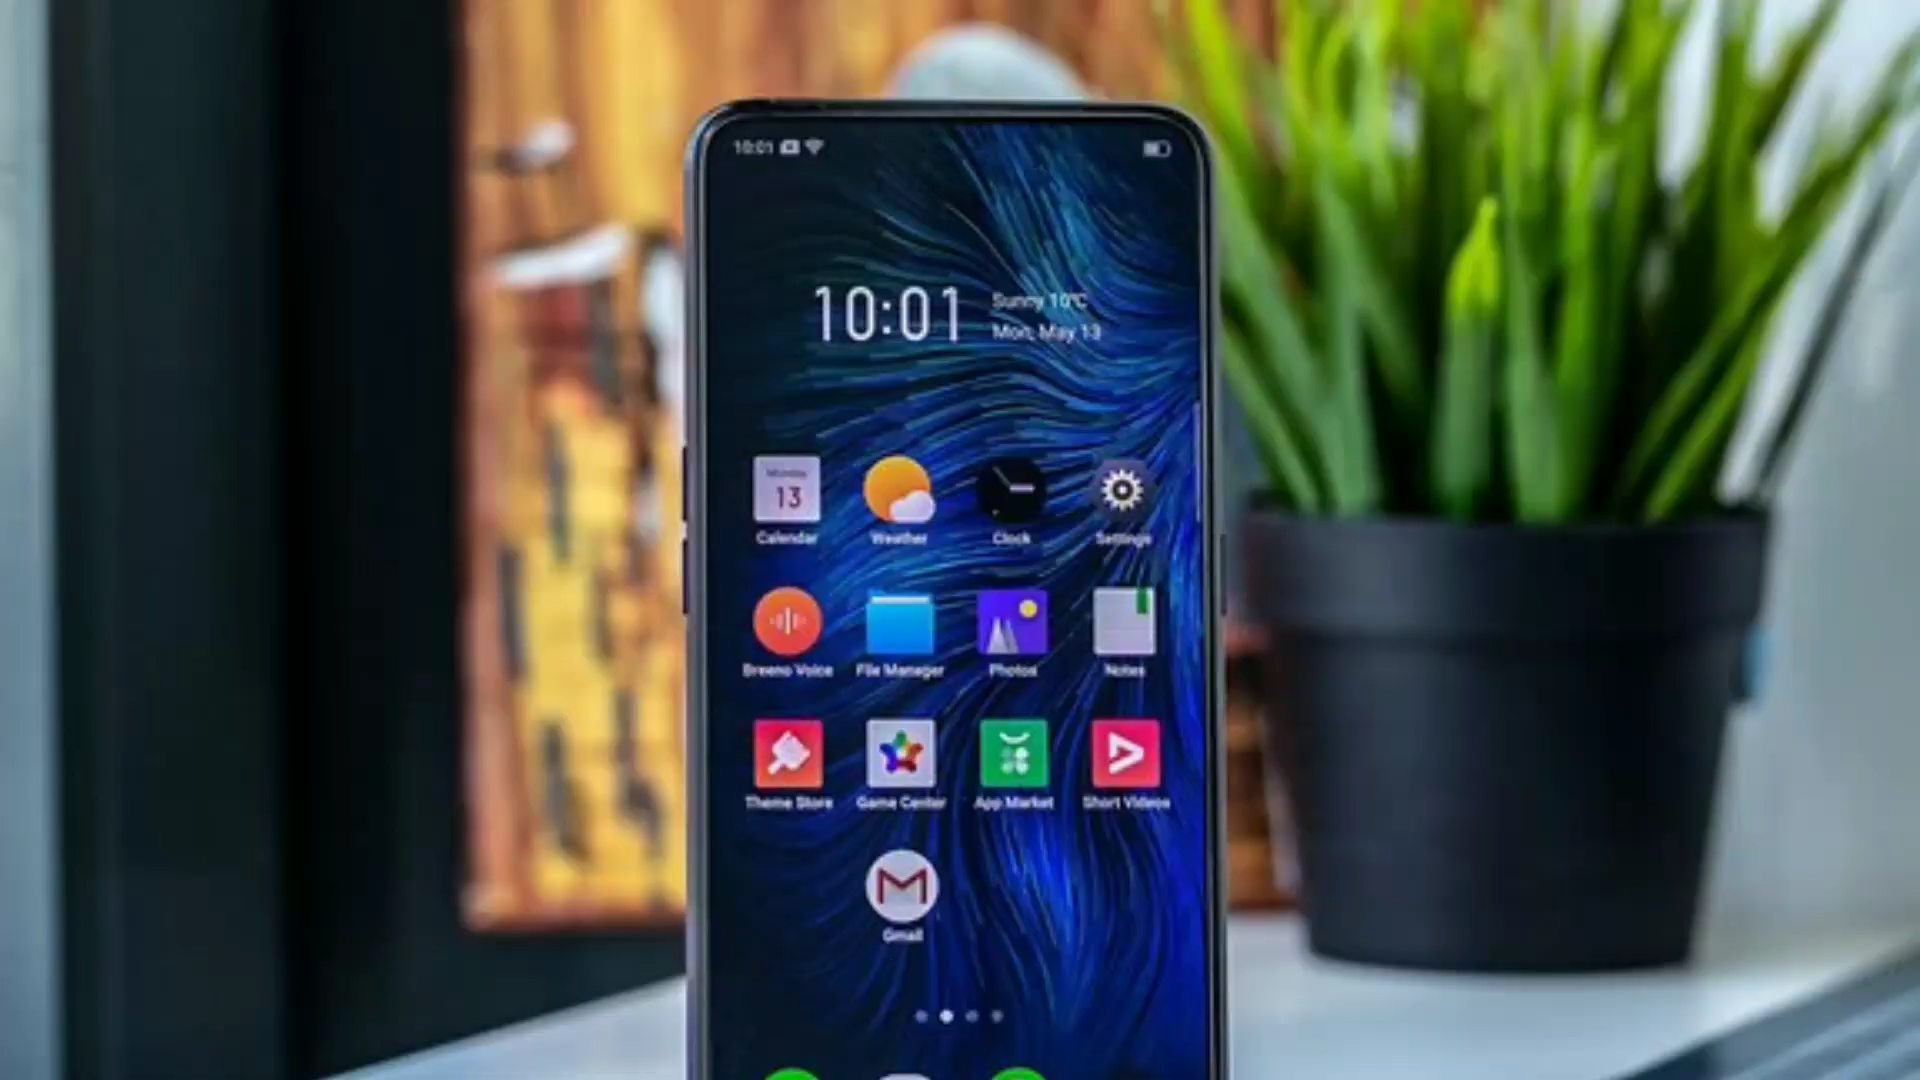 10:01
10:01
Sunny 10°C
Mon, May 13
Monday
13
Calendar
Weather
Clock
Settings
Breeno Voice
File Manager
Photos
Notes
Theme Store
Game Center
App Market
Short Videos
Gmail